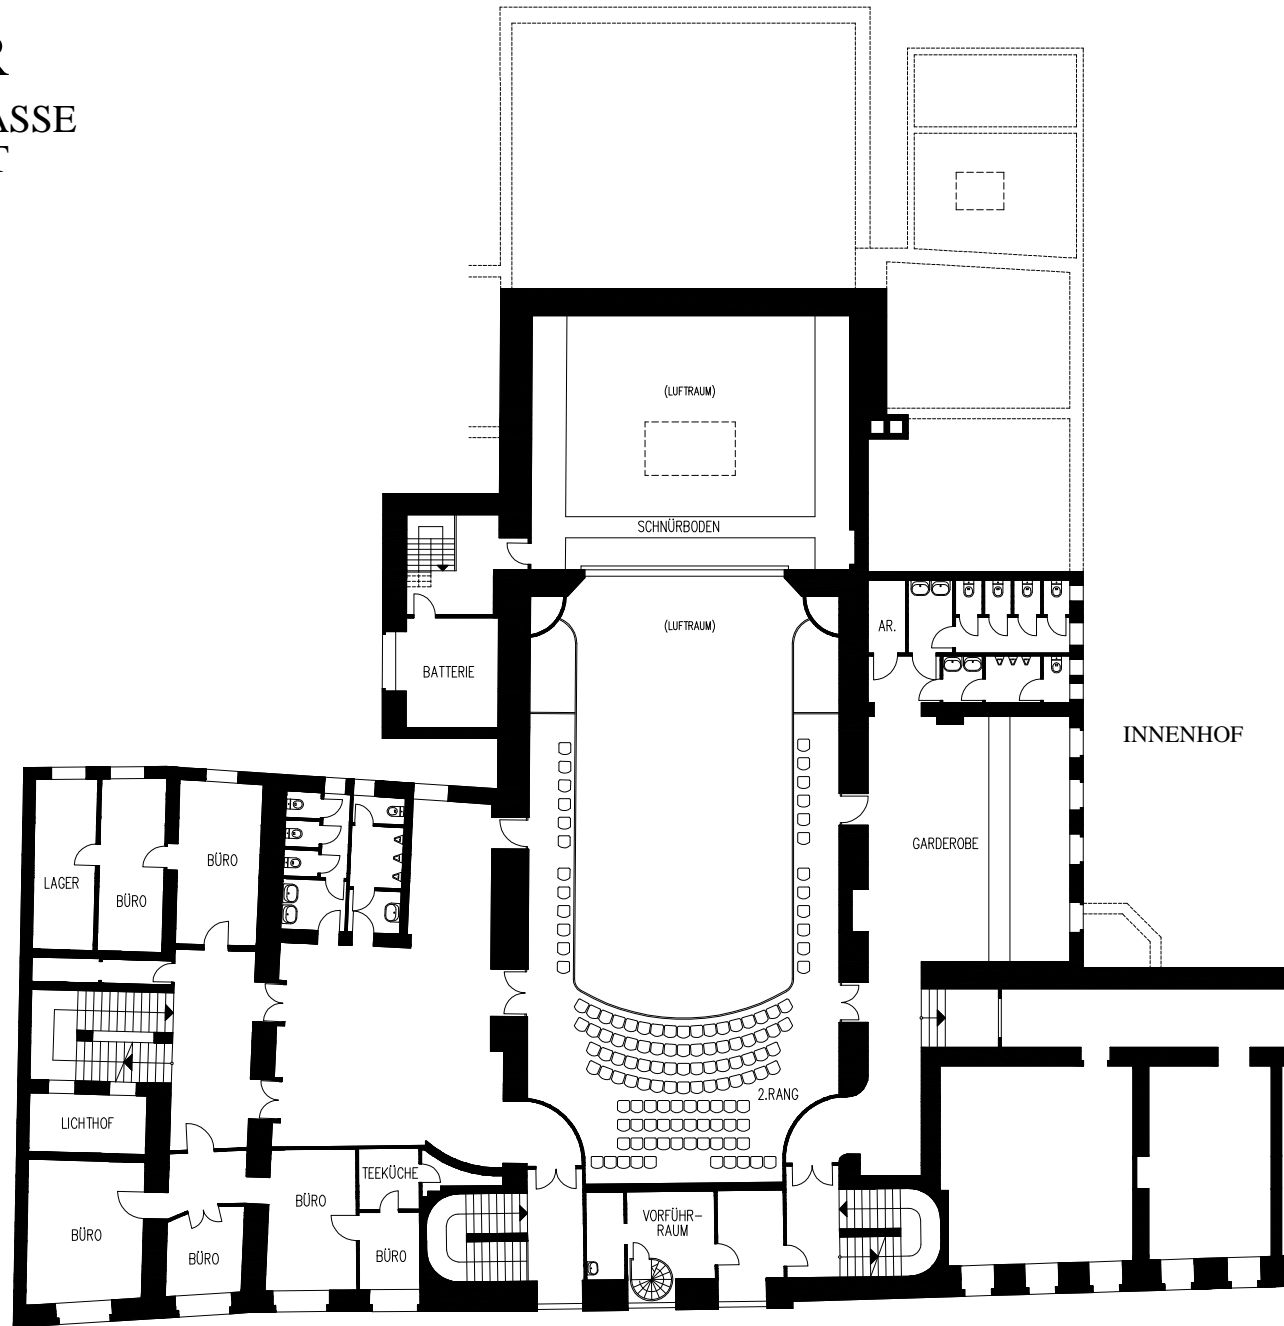 R
ASSE
T
(LUFTRAUM)
SCHNÜRBODEN
(LUFTRAUM)
AR.
BATTERIE
INNENHOF
GARDEROBE
BÜRO
LAGER
BÜRO
2.RANG
LICHTHOF
TEEKÜCHE
BÜRO
VORFÜHR-
RAUM
BÜRO
BÜRO
BÜRO